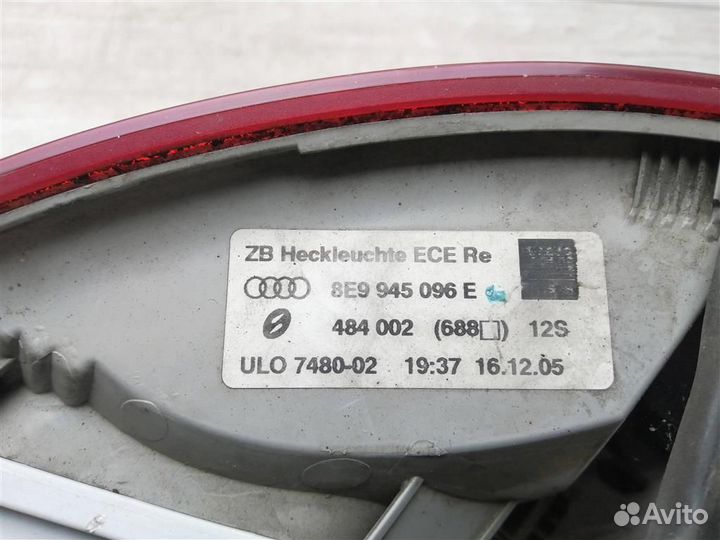 ZB Heckleuchte ECE Re
8E9 945 096 E
484 002 (688□) 12S
ULO 7480-02 19:37 16.12.05
Avito